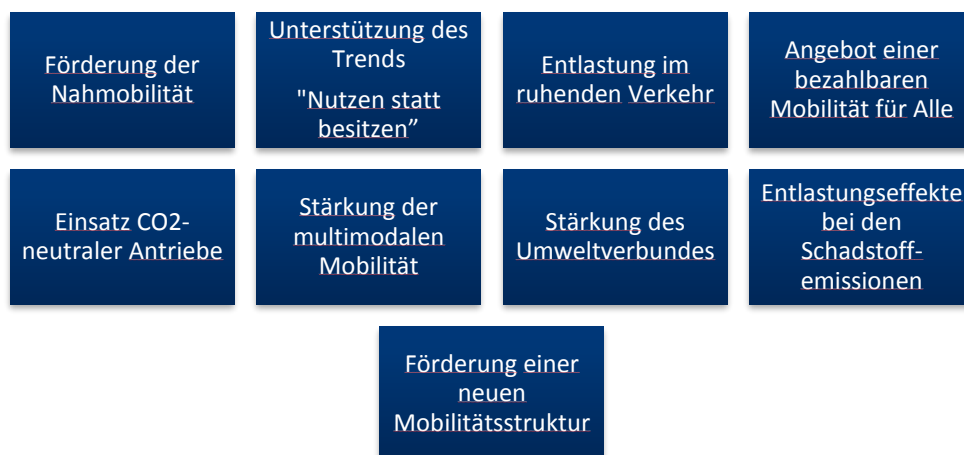 Förderung der
Nahmobilität
Unterstützung des
Trends
"Nutzen statt
besitzen”
Entlastung im
ruhenden Verkehr
Angebot einer
bezahlbaren
Mobilität für Alle
Einsatz CO2-
neutraler Antriebe
Stärkung der
multimodalen
Mobilität
Stärkung des
Umweltverbundes
Entlastungseffekte
bei den
Schadstoff-
emissionen
Förderung einer
neuen
Mobilitätsstruktur